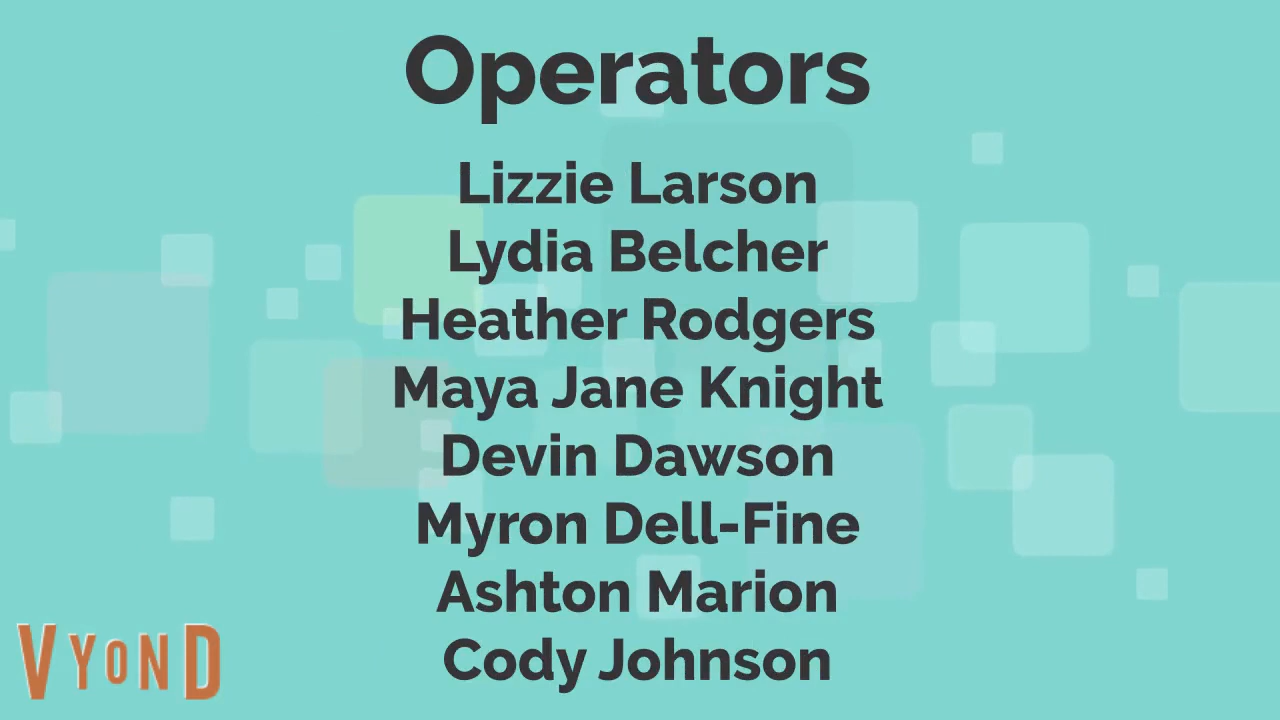 Operators
Lizzie Larson
Lydia Belcher
Heather Rodgers
Maya Jane Knight
Devin Dawson
Myron Dell-Fine
Ashton Marion
Cody Johnson
VYOND